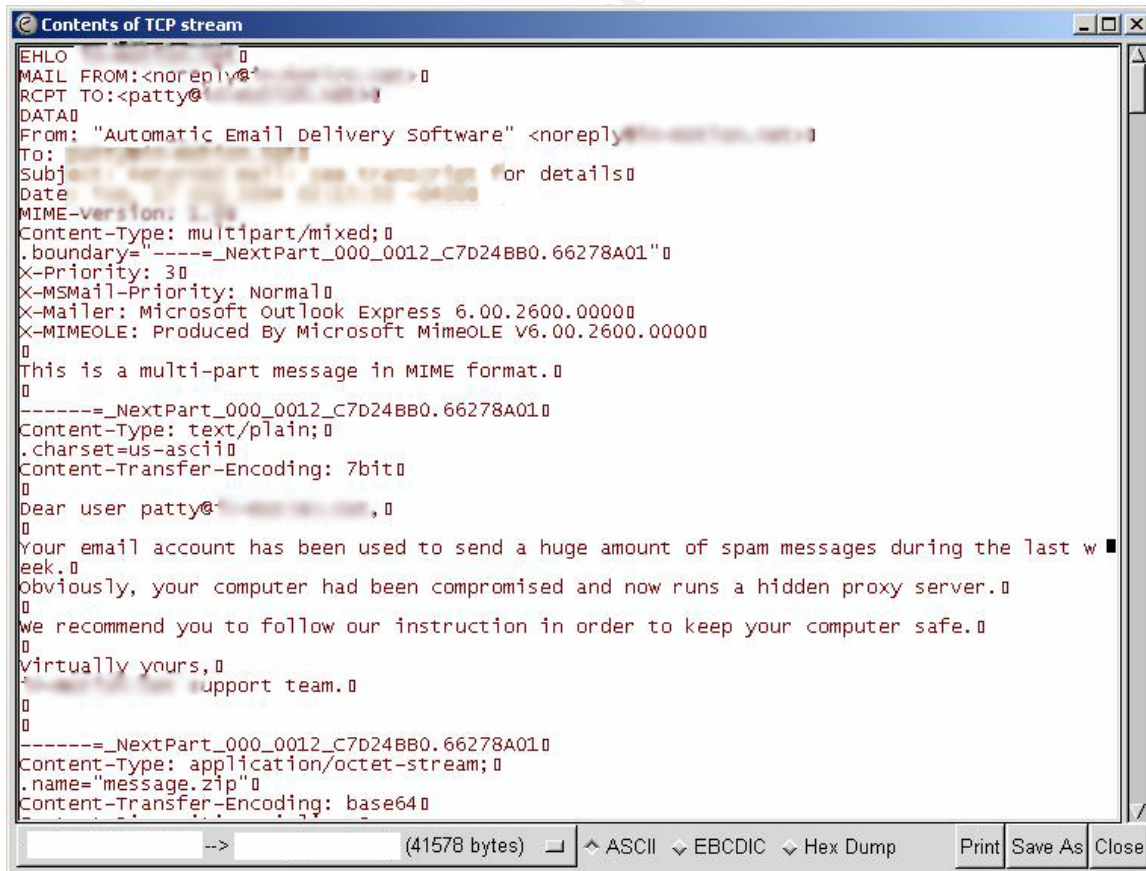 Contents of TCP stream
EHLO
MAIL FROM:<noreply@
RCPT TO:<patty@
DATA
From: "Automatic Email Delivery Software" <noreply
To:
Subj for details
Date
MIME-Version:
Content-Type: multipart/mixed;
.boundary="----=_NextPart_000_0012_C7D24BB0.66278A01"
X-Priority: 3
X-MSMail-Priority: Normal
X-Mailer: Microsoft Outlook Express 6.00.2600.0000
X-MIMEOLE: Produced By Microsoft MimeOLE V6.00.2600.0000
This is a multi-part message in MIME format.
------=_NextPart_000_0012_C7D24BB0.66278A01
Content-Type: text/plain;
.charset=us-ascii
Content-Transfer-Encoding: 7bit
Dear user patty@ ,
Your email account has been used to send a huge amount of spam messages during the last w
eek.
Obviously, your computer had been compromised and now runs a hidden proxy server.
We recommend you to follow our instruction in order to keep your computer safe.
Virtually yours,
support team.
------=_NextPart_000_0012_C7D24BB0.66278A01
Content-Type: application/octet-stream;
.name="message.zip"
Content-Transfer-Encoding: base64
--> (41578 bytes) ASCII EBCDIC Hex Dump Print Save As Close